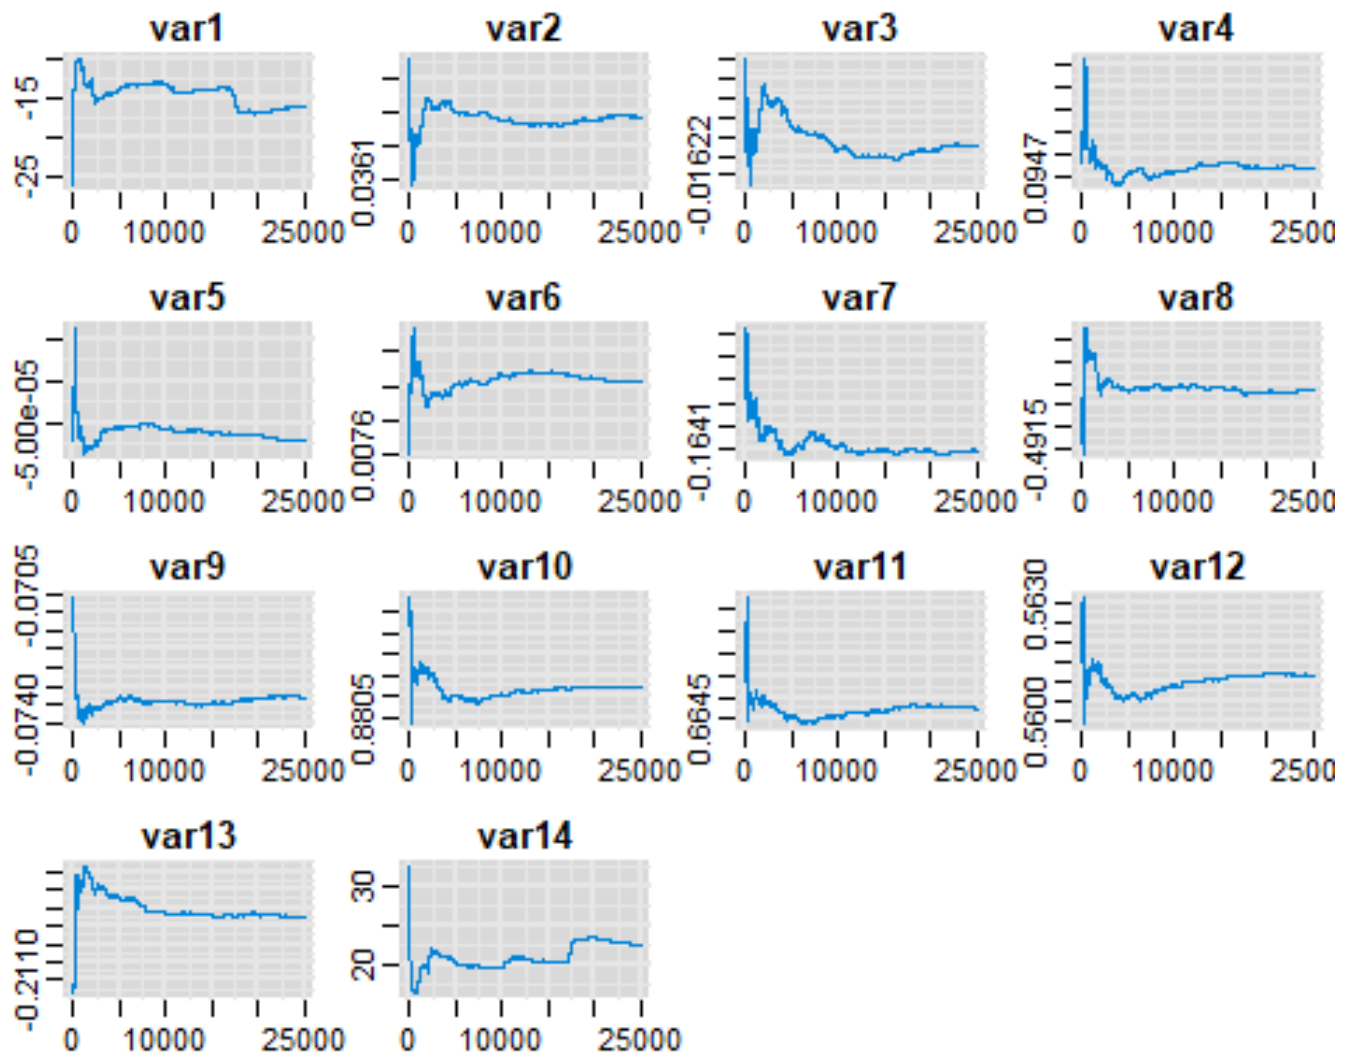 var1 var2 var3 var4
-15
-25
0.0361
-0.01622
0.0947
0 10000 25000 0 10000 25000 0 10000 25000 0 10000 2500
var5 var6 var7 var8
-5.00e-05
0.0076
-0.1641
-0.4915
0 10000 25000 0 10000 25000 0 10000 25000 0 10000 2500
var9 var10 var11 var12
-0.0705
-0.0740
0.8805
0.6645
0.5630
0.5600
0 10000 25000 0 10000 25000 0 10000 25000 0 10000 2500
var13 var14
-0.2110
30
20
0 10000 25000 0 10000 25000